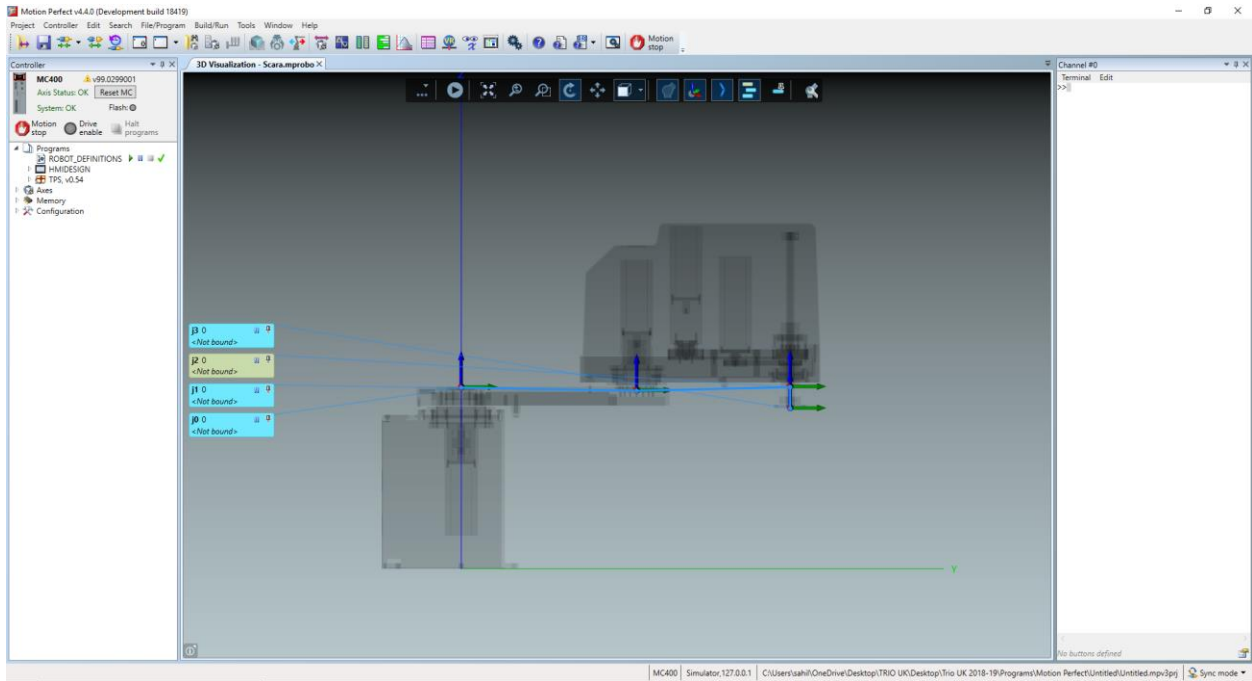 Motion Perfect v4.4.0 (Development build 18419)
Project Controller Edit Search File/Program Build/Run Tools Window Help
Motion
stop
Controller
MC400 v99.0299001
Axis Status: OK Reset MC
System: OK Flash:
Motion
stop
Drive
enable
Halt
programs
Programs
ROBOT_DEFINITIONS
HMIDESIGN
TPS, v0.54
Axes
Memory
Configuration
3D Visualization - Scara.mprobo
j3 0
<Not bound>
j2 0
<Not bound>
j1 0
<Not bound>
j0 0
<Not bound>
Y
Channel #0
Terminal Edit
>>
No buttons defined
MC400 Simulator,127.0.0.1 C:\Users\sahil\OneDrive\Desktop\TRIO UK\Desktop\Trio UK 2018-19\Programs\Motion Perfect\Untitled\Untitled.mpv3prj Sync mode